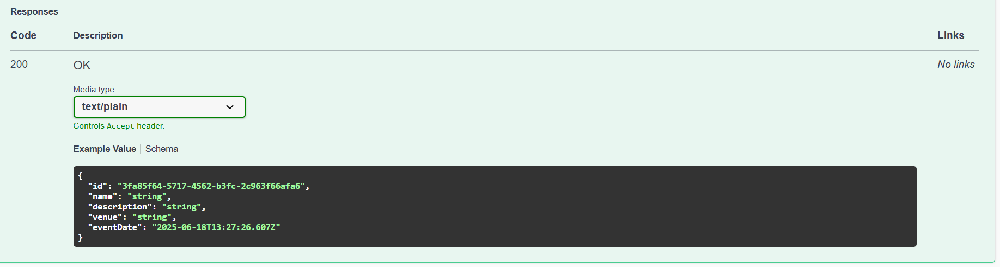 Responses
Code Description Links
200 OK No links
Media type
text/plain
Controls Accept header.
Example Value Schema
{
  "id": "3fa85f64-5717-4562-b3fc-2c963f66afa6",
  "name": "string",
  "description": "string",
  "venue": "string",
  "eventDate": "2025-06-18T13:27:26.607Z"
}